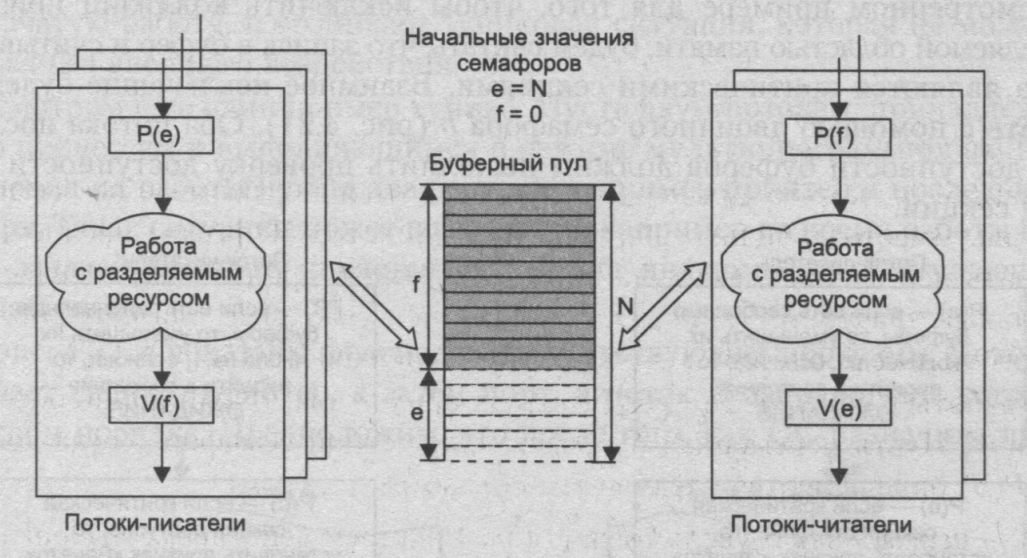 Начальные значения
семафоров
e = N
f = 0
P(e)
Работа
с разделяемым
ресурсом
V(f)
Потоки-писатели
Буферный пул
f
e
N
P(f)
Работа
с разделяемым
ресурсом
V(e)
Потоки-читатели